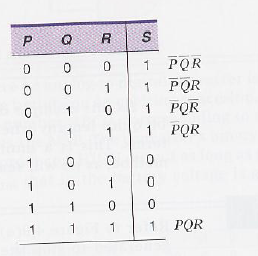 P Q R S
0 0 0 1 P̅ Q̅ R̅
0 0 1 1 P̅ Q̅R
0 1 0 1 P̅QR̅
0 1 1 1 P̅QR
1 0 0 0
1 0 1 0
1 1 0 0
1 1 1 1 PQR